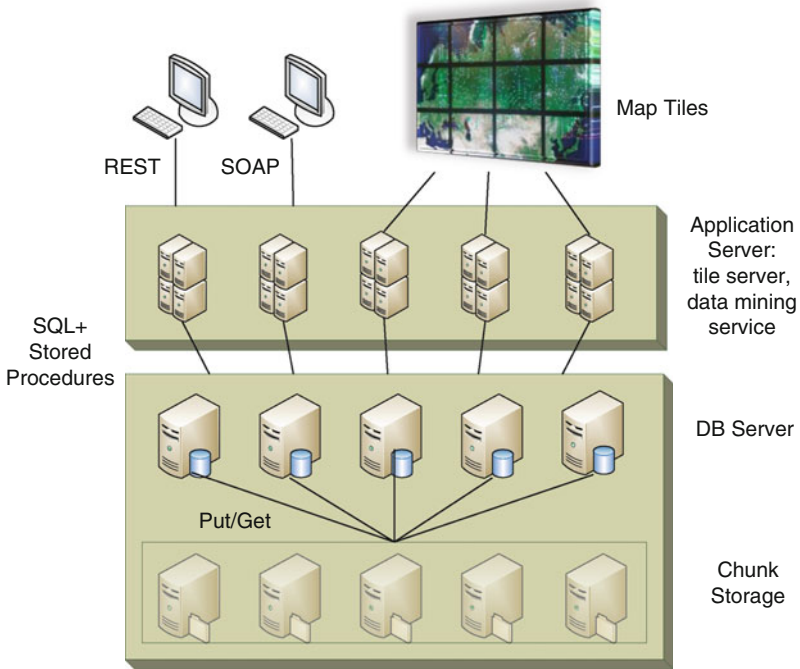 Map Tiles
REST
SOAP
Application
Server:
tile server,
data mining
service
SQL+
Stored
Procedures
DB Server
Put/Get
Chunk
Storage